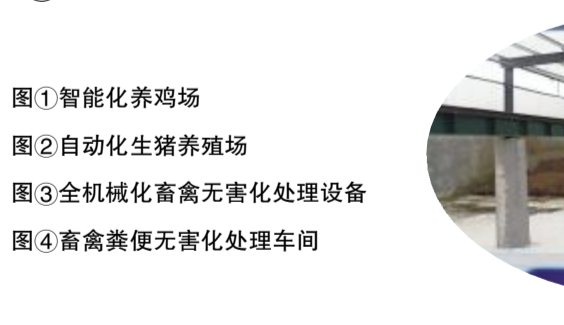 图①智能化养鸡场
图②自动化生猪养殖场
图③全机械化畜禽无害化处理设备
图④畜禽粪便无害化处理车间